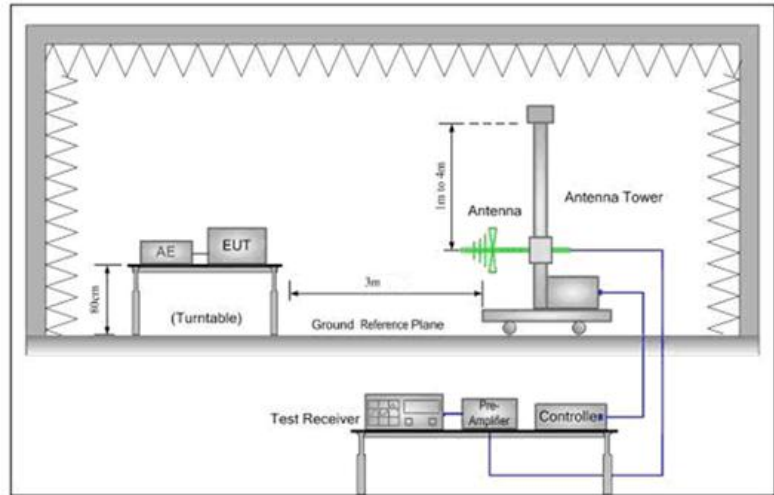 1m to 4m
Antenna
Antenna Tower
AE
EUT
80cm
3m
(Turntable)
Ground Reference Plane
Test Receiver
Pre-
Amplifier
Controller